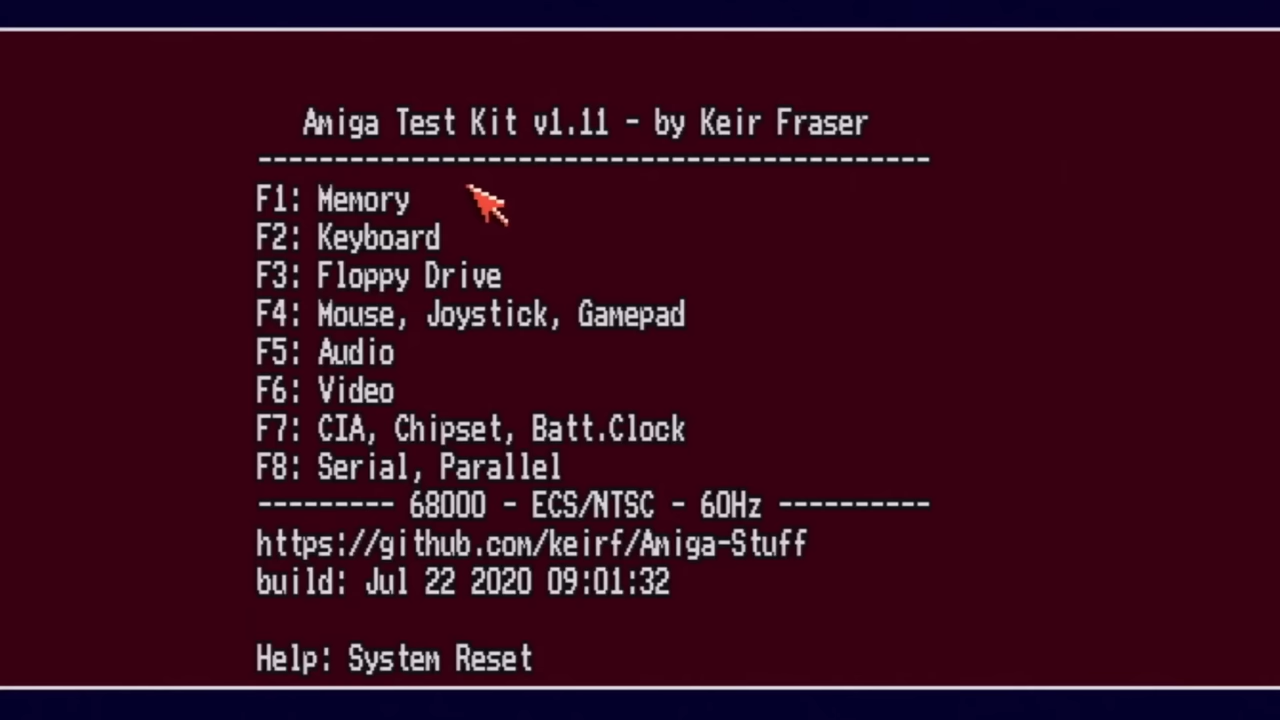 Amiga Test Kit v1.11 - by Keir Fraser
--------------------------------------------
F1: Memory
F2: Keyboard
F3: Floppy Drive
F4: Mouse, Joystick, Gamepad
F5: Audio
F6: Video
F7: CIA, Chipset, Batt.Clock
F8: Serial, Parallel
--------- 68000 - ECS/NTSC - 60Hz ----------
https://github.com/keirf/Amiga-Stuff
build: Jul 22 2020 09:01:32
Help: System Reset